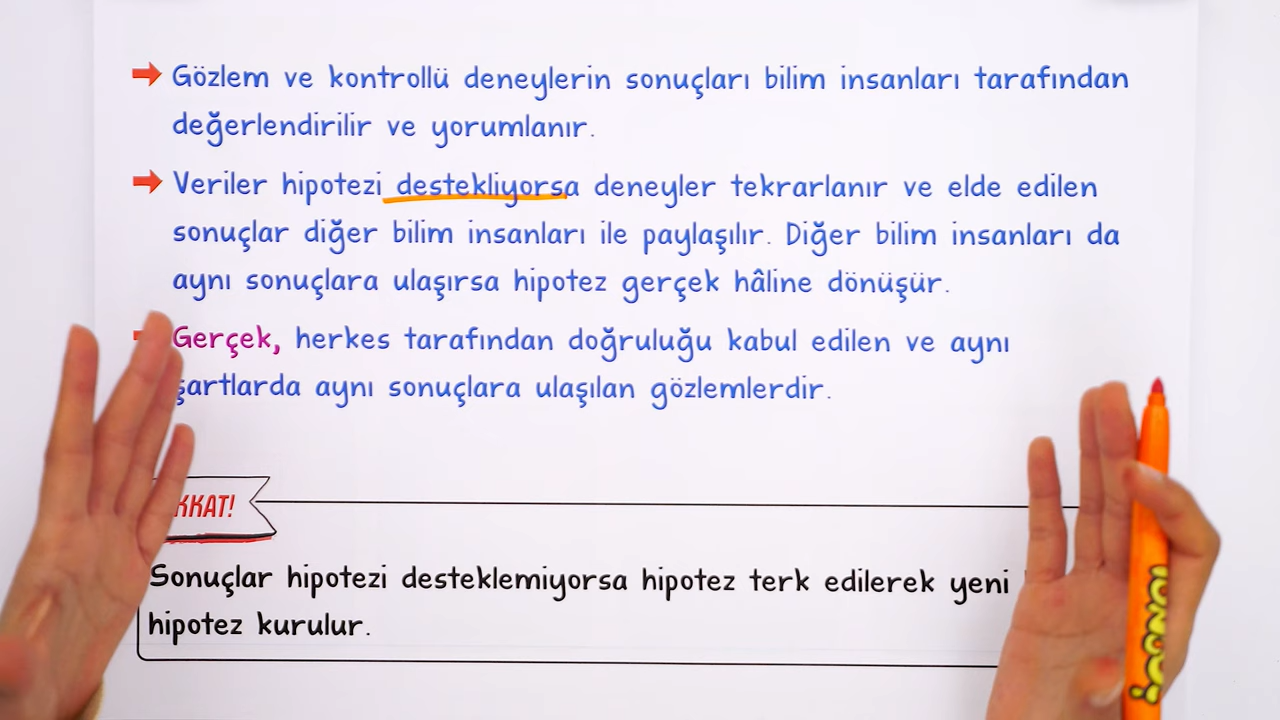 Gözlem ve kontrollü deneylerin sonuçları bilim insanları tarafından
değerlendirilir ve yorumlanır.
Veriler hipotezi destekliyorsa deneyler tekrarlanır ve elde edilen
sonuçlar diğer bilim insanları ile paylaşılır. Diğer bilim insanları da
aynı sonuçlara ulaşırsa hipotez gerçek hâline dönüşür.
Gerçek, herkes tarafından doğruluğu kabul edilen ve aynı
şartlarda aynı sonuçlara ulaşılan gözlemlerdir.
KKAT!
Sonuçlar hipotezi desteklemiyorsa hipotez terk edilerek yeni
hipotez kurulur.